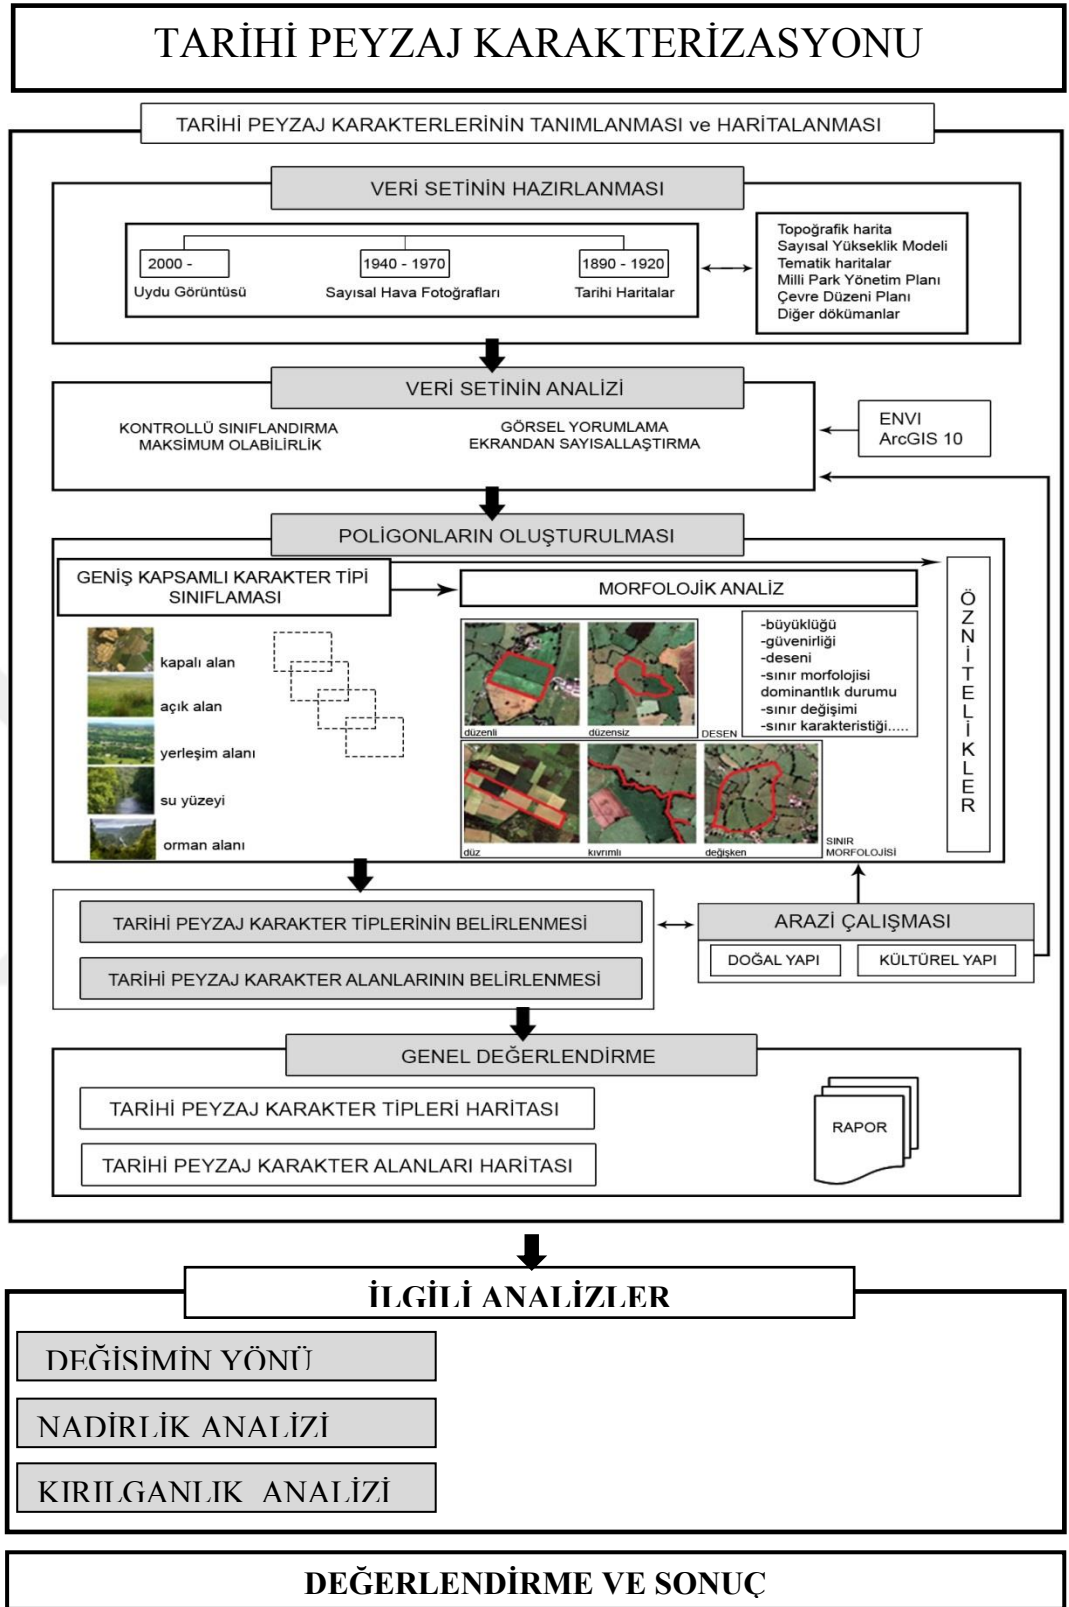 TARİHİ PEYZAJ KARAKTERİZASYONU
TARİHİ PEYZAJ KARAKTERLERİNİN TANIMLANMASI ve HARİTALANMASI
VERİ SETİNİN HAZIRLANMASI
2000 -
Uydu Görüntüsü
1940 - 1970
Sayısal Hava Fotoğrafları
1890 - 1920
Tarihi Haritalar
Topoğrafik harita
Sayısal Yükseklik Modeli
Tematik haritalar
Milli Park Yönetim Planı
Çevre Düzeni Planı
Diğer dökümanlar
VERİ SETİNİN ANALİZİ
KONTROLLÜ SINIFLANDIRMA
MAKSİMUM OLABİLİRLİK
GÖRSEL YORUMLAMA
EKRANDAN SAYISALLAŞTIRMA
ENVI
ArcGIS 10
POLİGONLARIN OLUŞTURULMASI
GENİŞ KAPSAMLI KARAKTER TİPİ
SINIFLAMASI
kapalı alan
açık alan
yerleşim alanı
su yüzeyi
orman alanı
MORFOLOJİK ANALİZ
düzenli
düzensiz
DESEN
-büyüklüğü
-güvenirliği
-deseni
-sınır morfolojisi
dominantlık durumu
-sınır değişimi
-sınır karakteristiği.....
düz
kıvrımlı
değişken
SINIR
MORFOLOJİSİ
ÖZNİTELİKLER
TARİHİ PEYZAJ KARAKTER TİPLERİNİN BELİRLENMESİ
TARİHİ PEYZAJ KARAKTER ALANLARININ BELİRLENMESİ
ARAZİ ÇALIŞMASI
DOĞAL YAPI
KÜLTÜREL YAPI
GENEL DEĞERLENDİRME
TARİHİ PEYZAJ KARAKTER TİPLERİ HARİTASI
TARİHİ PEYZAJ KARAKTER ALANLARI HARİTASI
RAPOR
İLGİLİ ANALİZLER
DEĞİŞİMİN YÖNÜ
NADİRLİK ANALİZİ
KIRILGANLIK ANALİZİ
DEĞERLENDİRME VE SONUÇ